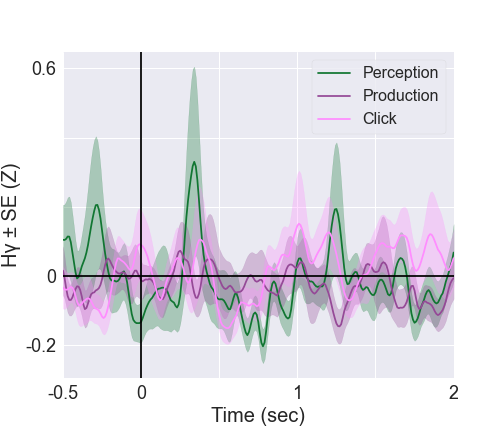 Perception
Production
Click
Hγ ± SE (Z)
0.6
0
-0.2
-0.5
0
1
2
Time (sec)